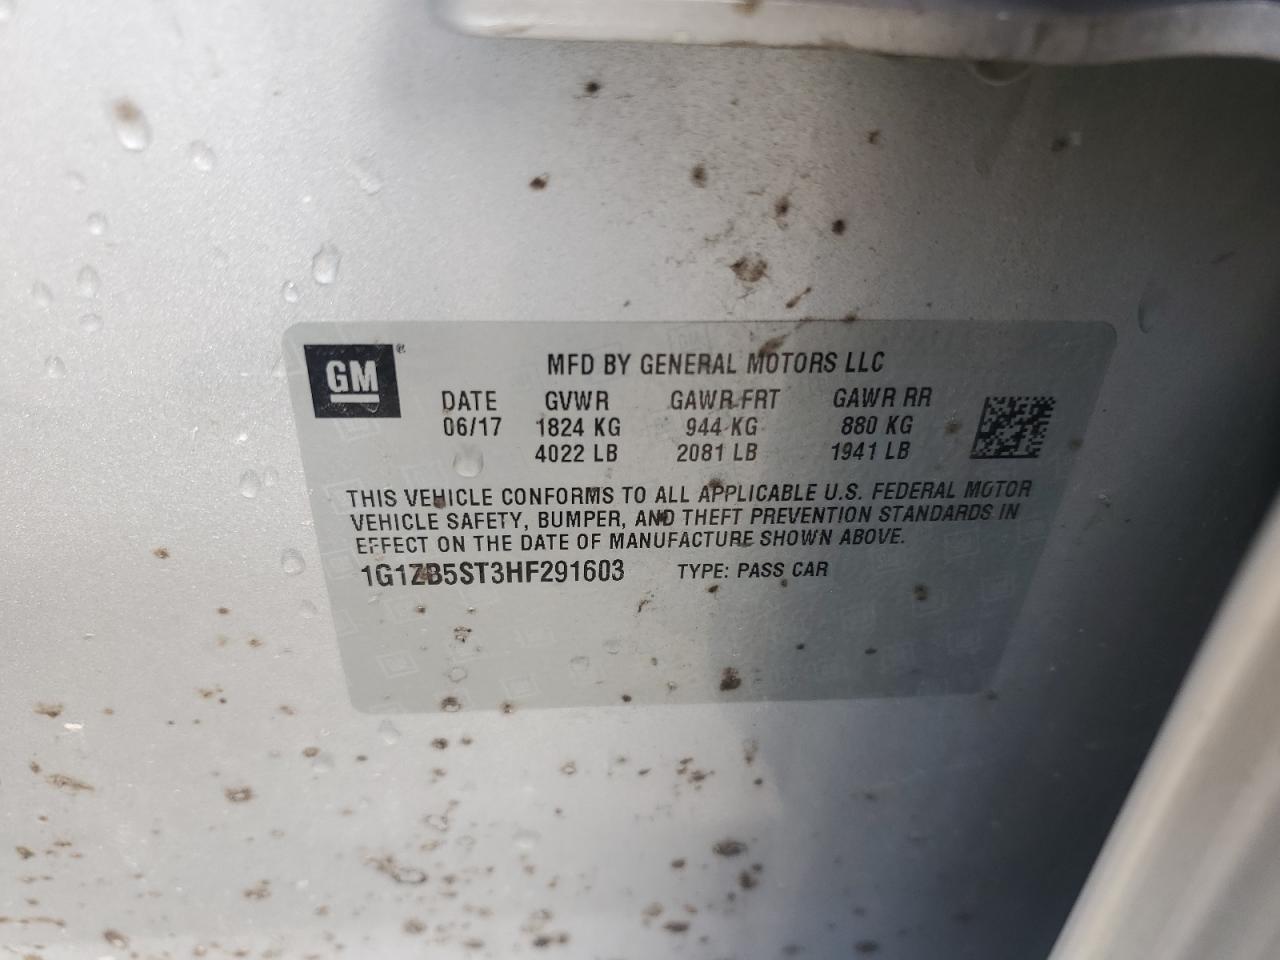 GM ®
MFD BY GENERAL MOTORS LLC
DATE GVWR GAWR FRT GAWR RR
06/17 1824 KG 944 KG 880 KG
4022 LB 2081 LB 1941 LB
THIS VEHICLE CONFORMS TO ALL APPLICABLE U.S. FEDERAL MOTOR
VEHICLE SAFETY, BUMPER, AND THEFT PREVENTION STANDARDS IN
EFFECT ON THE DATE OF MANUFACTURE SHOWN ABOVE.
1G1ZB5ST3HF291603 TYPE: PASS CAR